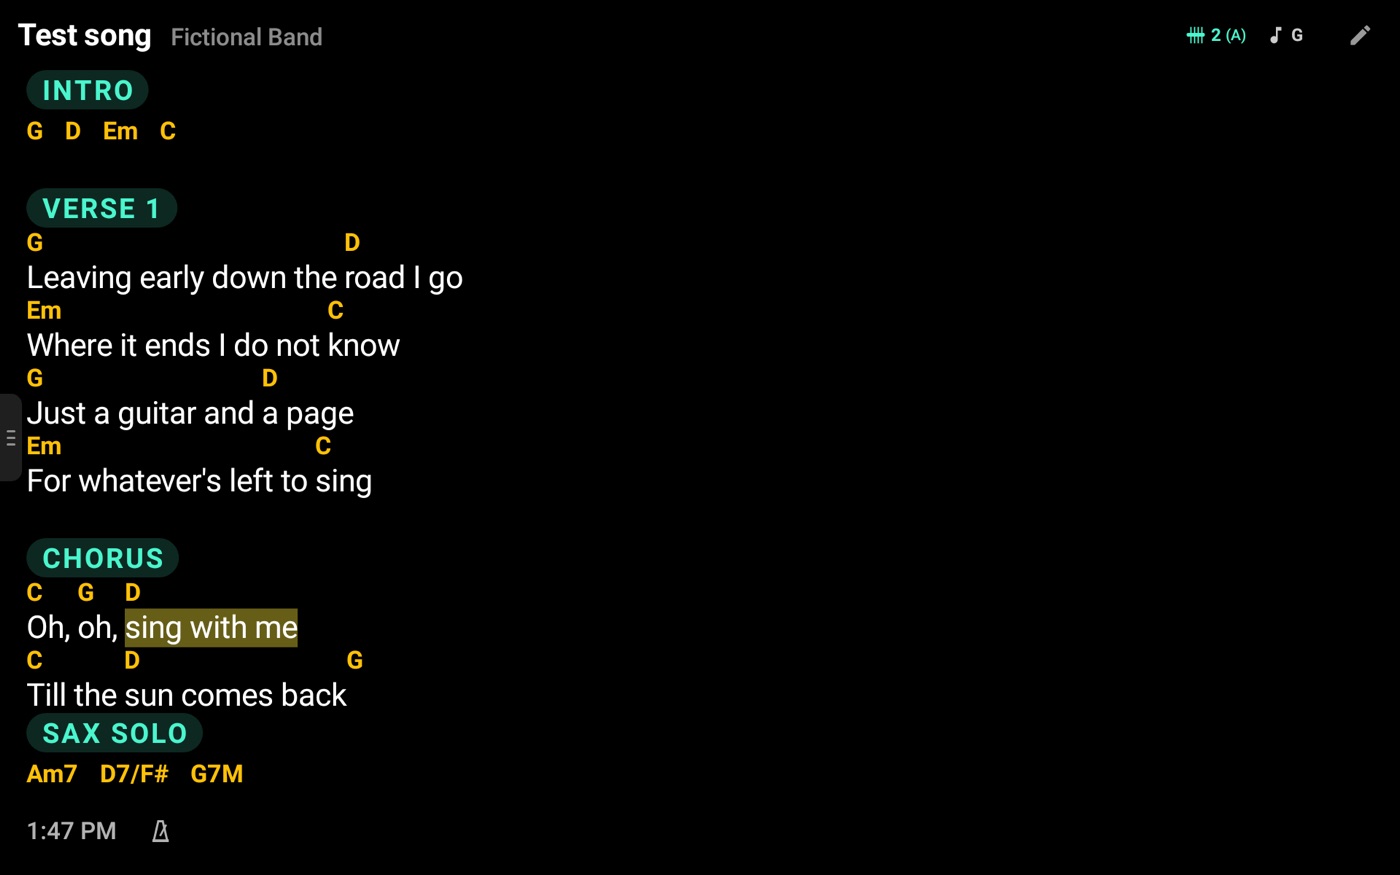 Test song Fictional Band 2 (A) G
INTRO
G D Em C
VERSE 1
G D
Leaving early down the road I go
Em C
Where it ends I do not know
G D
Just a guitar and a page
Em C
For whatever's left to sing
CHORUS
C G D
Oh, oh, sing with me
C D G
Till the sun comes back
SAX SOLO
Am7 D7/F# G7M
1:47 PM